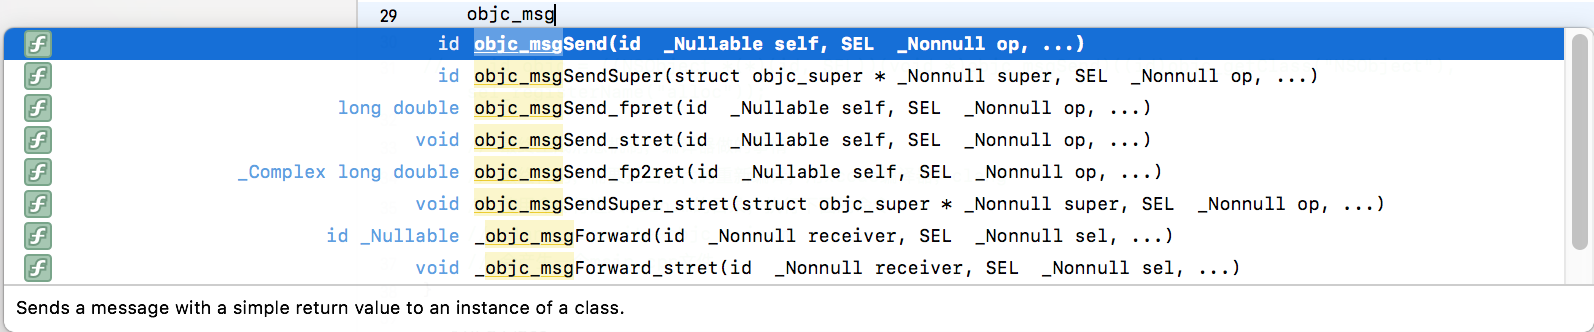 29 objc_msg
f id objc_msgSend(id _Nullable self, SEL _Nonnull op, ...)
f id objc_msgSendSuper(struct objc_super * _Nonnull super, SEL _Nonnull op, ...)
f long double objc_msgSend_fpret(id _Nullable self, SEL _Nonnull op, ...)
f void objc_msgSend_stret(id _Nullable self, SEL _Nonnull op, ...)
f _Complex long double objc_msgSend_fp2ret(id _Nullable self, SEL _Nonnull op, ...)
f void objc_msgSendSuper_stret(struct objc_super * _Nonnull super, SEL _Nonnull op, ...)
f id _Nullable _objc_msgForward(id _Nonnull receiver, SEL _Nonnull sel, ...)
f void _objc_msgForward_stret(id _Nonnull receiver, SEL _Nonnull sel, ...)
Sends a message with a simple return value to an instance of a class.